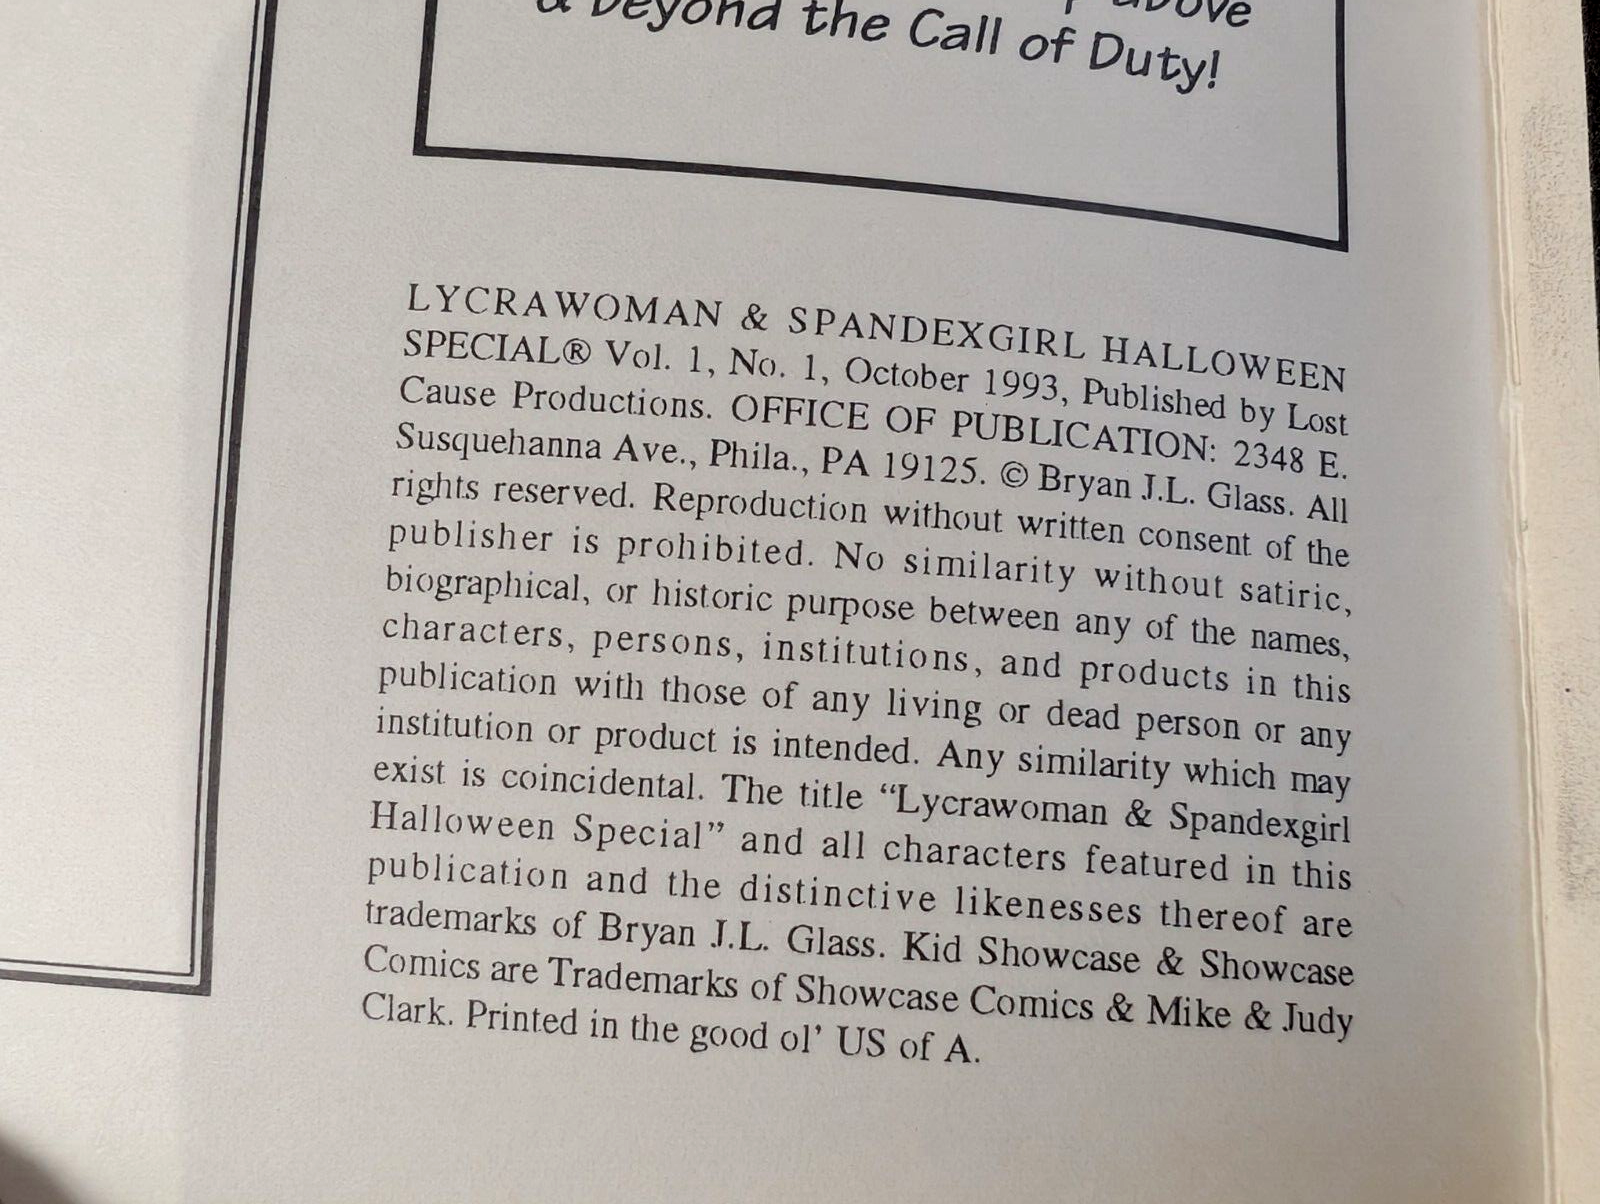 above
& beyond the Call of Duty!
LYCRAWOMAN & SPANDEXGIRL HALLOWEEN
SPECIAL® Vol. 1, No. 1, October 1993, Published by Lost
Cause Productions. OFFICE OF PUBLICATION: 2348 E.
Susquehanna Ave., Phila., PA 19125. © Bryan J.L. Glass. All
rights reserved. Reproduction without written consent of the
publisher is prohibited. No similarity without satiric,
biographical, or historic purpose between any of the names,
characters, persons, institutions, and products in this
publication with those of any living or dead person or any
institution or product is intended. Any similarity which may
exist is coincidental. The title “Lycrawoman & Spandexgirl
Halloween Special” and all characters featured in this
publication and the distinctive likenesses thereof are
trademarks of Bryan J.L. Glass. Kid Showcase & Showcase
Comics are Trademarks of Showcase Comics & Mike & Judy
Clark. Printed in the good ol’ US of A.